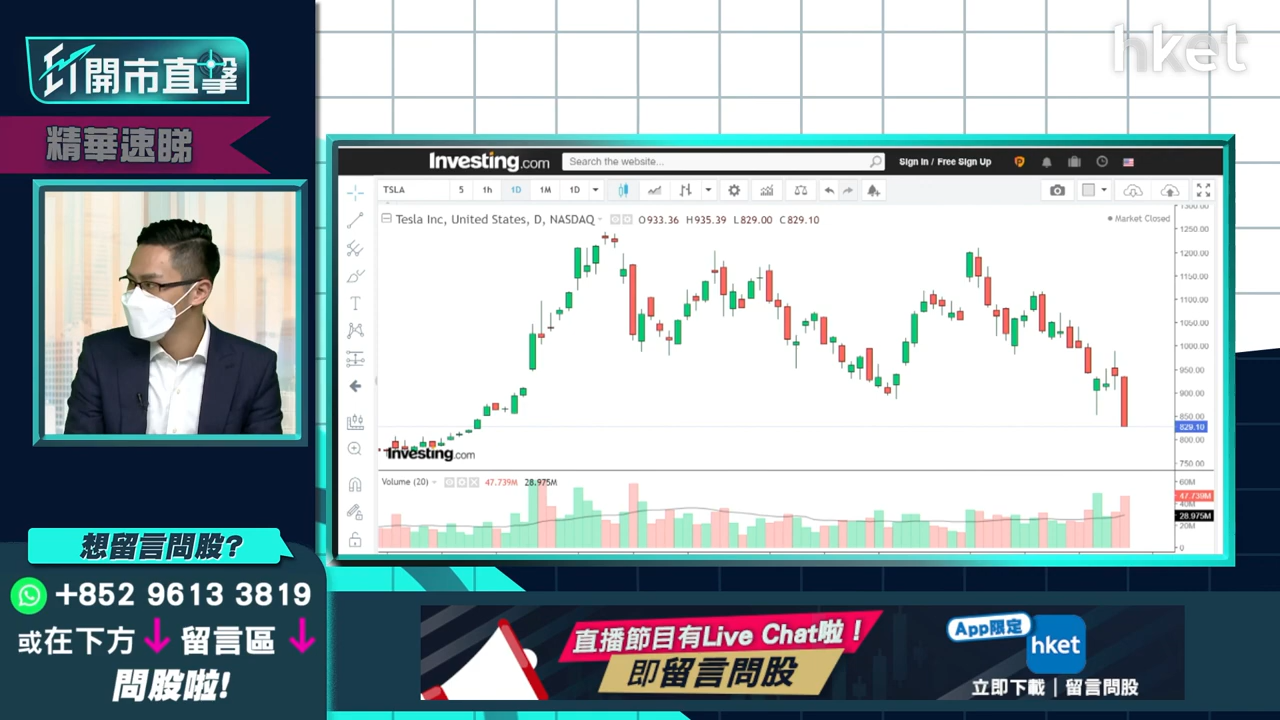 ET開市直擊
精華速睇
hket
Investing.com
Search the website...
Sign In / Free Sign Up
TSLA
5
1h
1D
1M
1D
Tesla Inc, United States, D, NASDAQ
O933.36 H935.39 L829.00 C829.10
Market Closed
1300.00
1250.00
1200.00
1150.00
1100.00
1050.00
1000.00
950.00
900.00
850.00
829.10
800.00
750.00
Investing.com
Volume (20)
47.739M
28.975M
60M
47.739M
40M
28.975M
20M
0
想留言問股?
+852 9613 3819
或在下方 留言區
問股啦!
直播節目有Live Chat啦!
即留言問股
App限定
hket
立即下載 | 留言問股